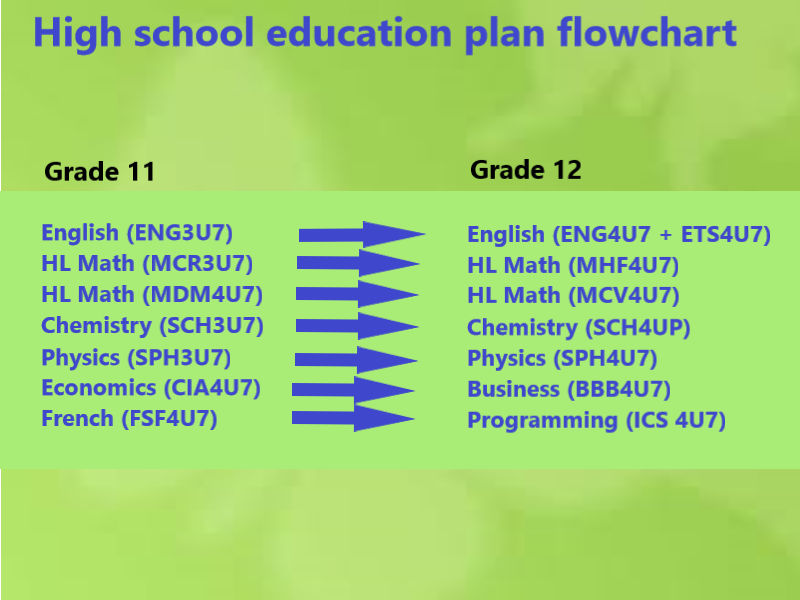 High school education plan flowchart
Grade 11
Grade 12
English (ENG3U7)
English (ENG4U7 + ETS4U7)
HL Math (MCR3U7)
HL Math (MHF4U7)
HL Math (MDM4U7)
HL Math (MCV4U7)
Chemistry (SCH3U7)
Chemistry (SCH4UP)
Physics (SPH3U7)
Physics (SPH4U7)
Economics (CIA4U7)
Business (BBB4U7)
French (FSF4U7)
Programming (ICS 4U7)